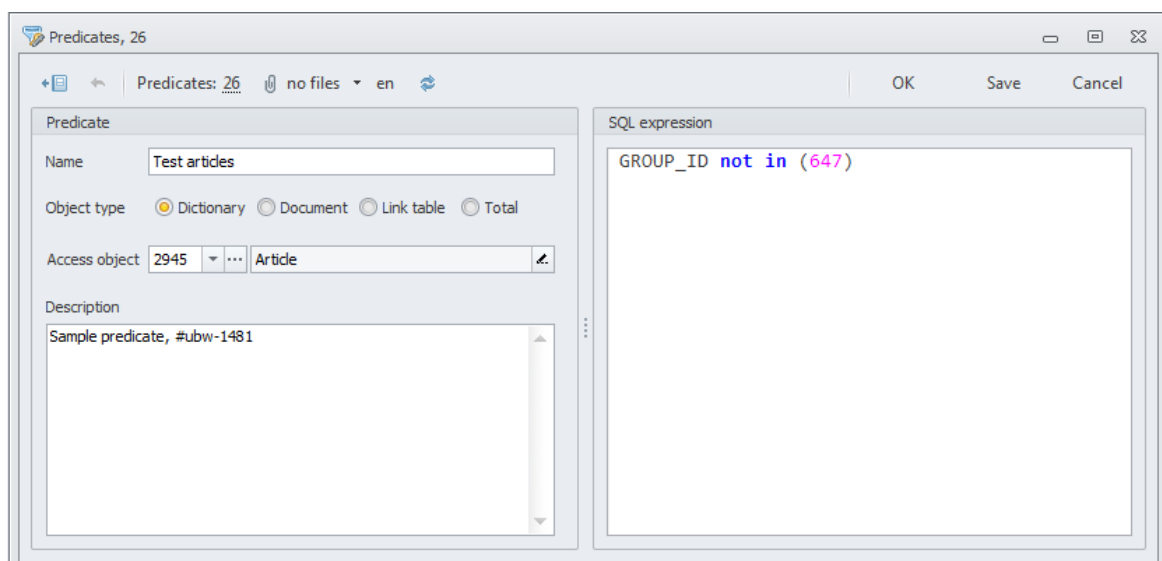 Predicates, 26
Predicates: 26 no files en OK Save Cancel
Predicate
Name Test articles
Object type Dictionary Document Link table Total
Access object 2945 ... Article
Description
Sample predicate, #ubw-1481
SQL expression
GROUP_ID not in (647)